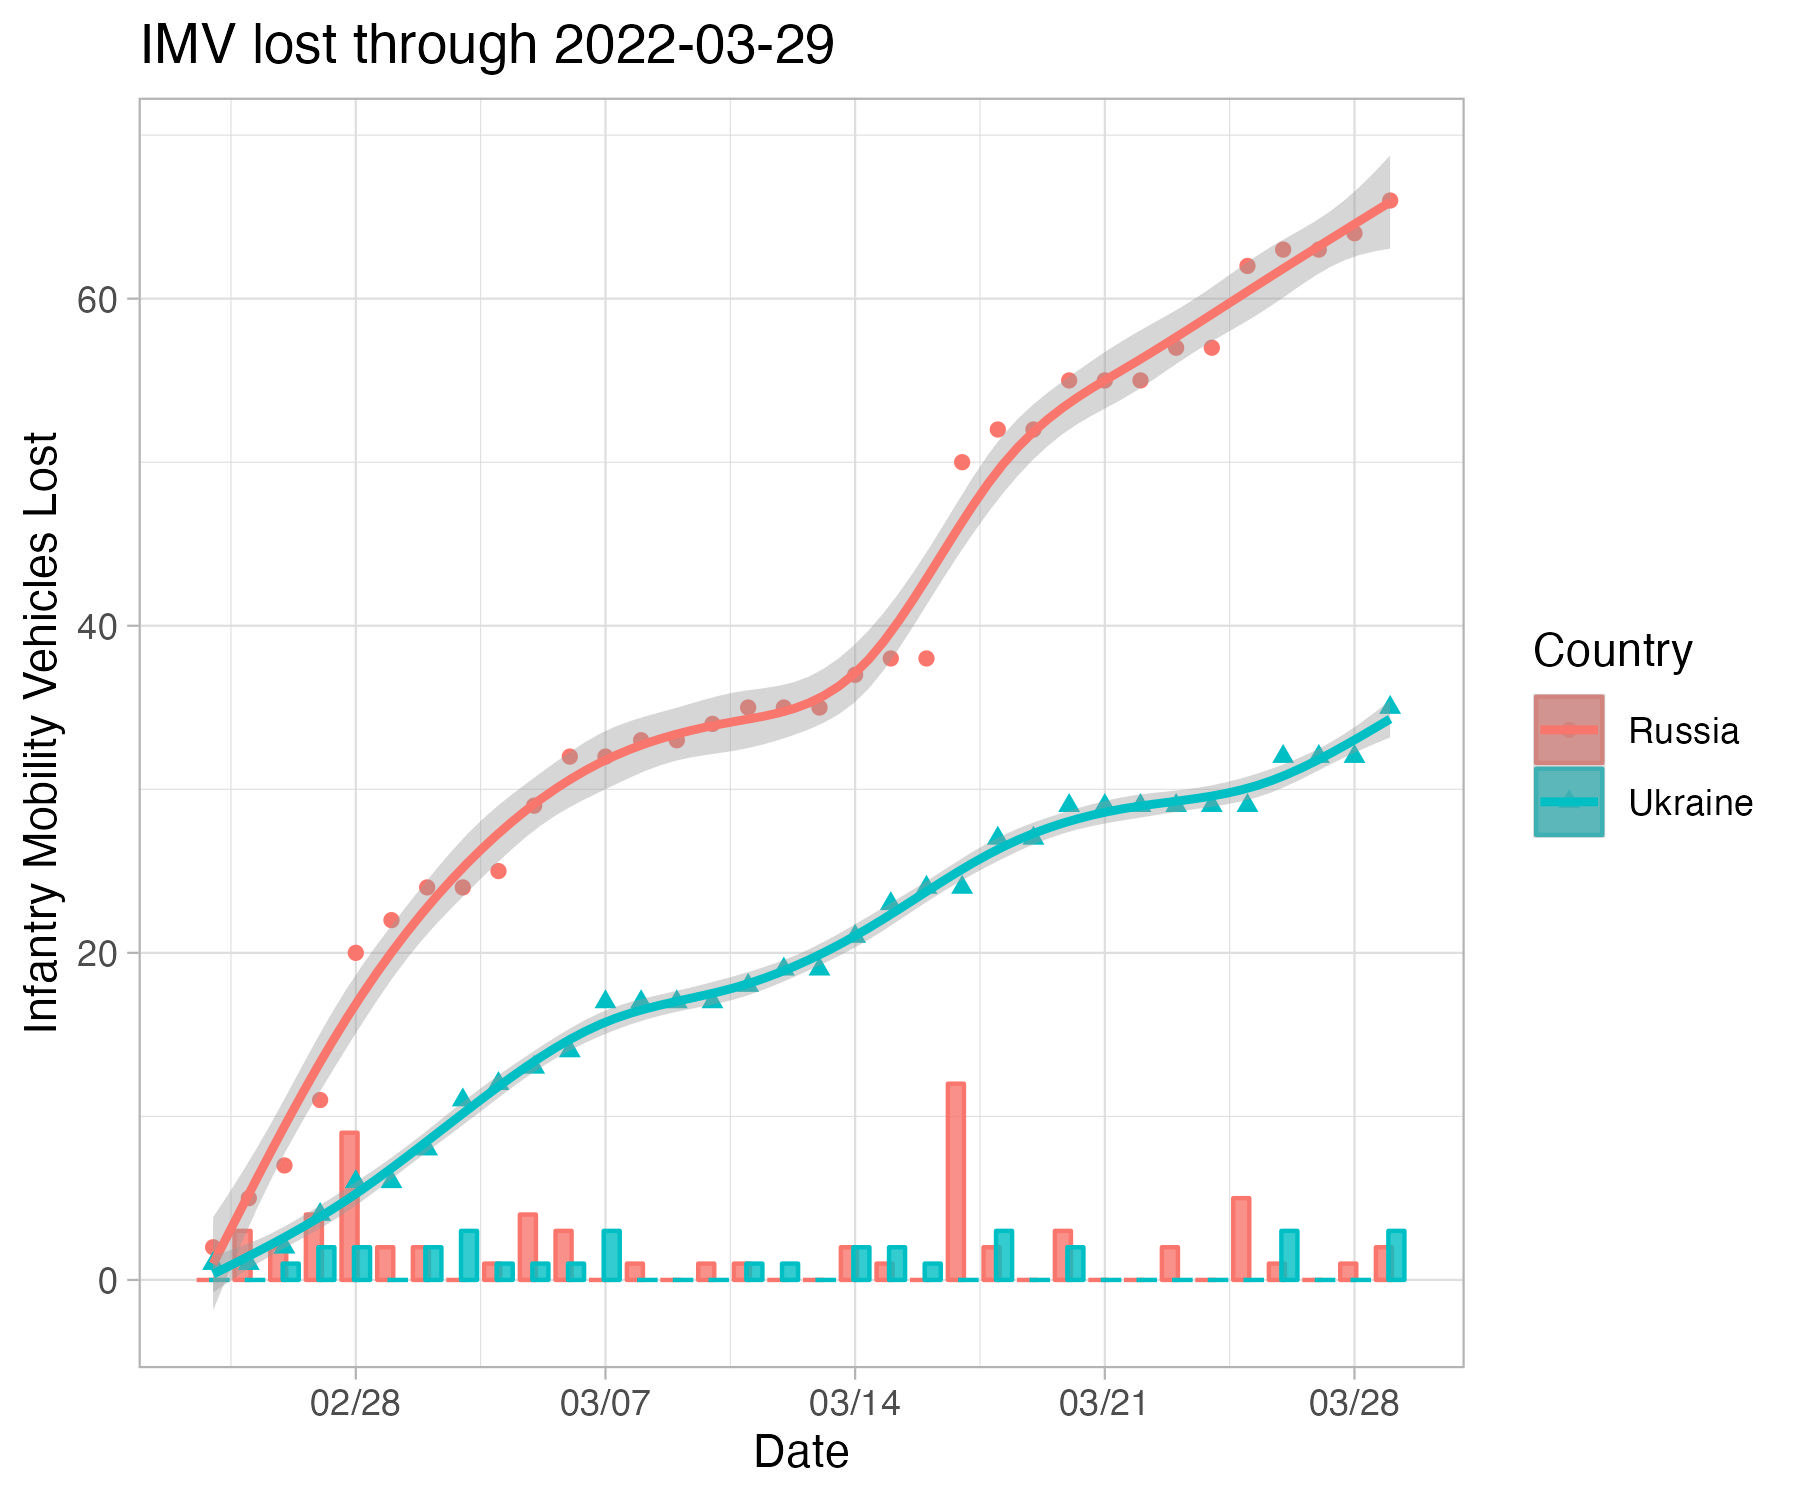 IMV lost through 2022-03-29
Infantry Mobility Vehicles Lost
60
40
20
0
02/28 03/07 03/14 03/21 03/28
Date
Country
Russia
Ukraine